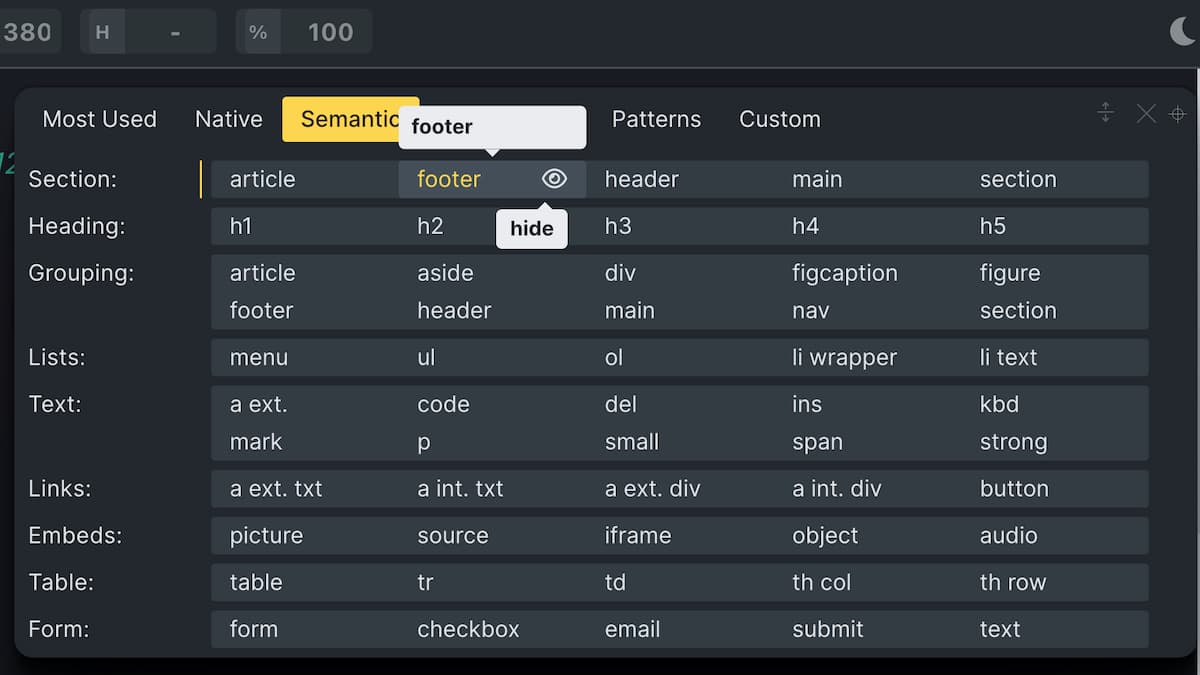 380 H - % 100
Most Used Native Semantic footer Patterns Custom
Section: article footer header main section
Heading: h1 h2 hide h3 h4 h5
Grouping: article aside div figcaption figure
footer header main nav section
Lists: menu ul ol li wrapper li text
Text: a ext. code del ins kbd
mark p small span strong
Links: a ext. txt a int. txt a ext. div a int. div button
Embeds: picture source iframe object audio
Table: table tr td th col th row
Form: form checkbox email submit text